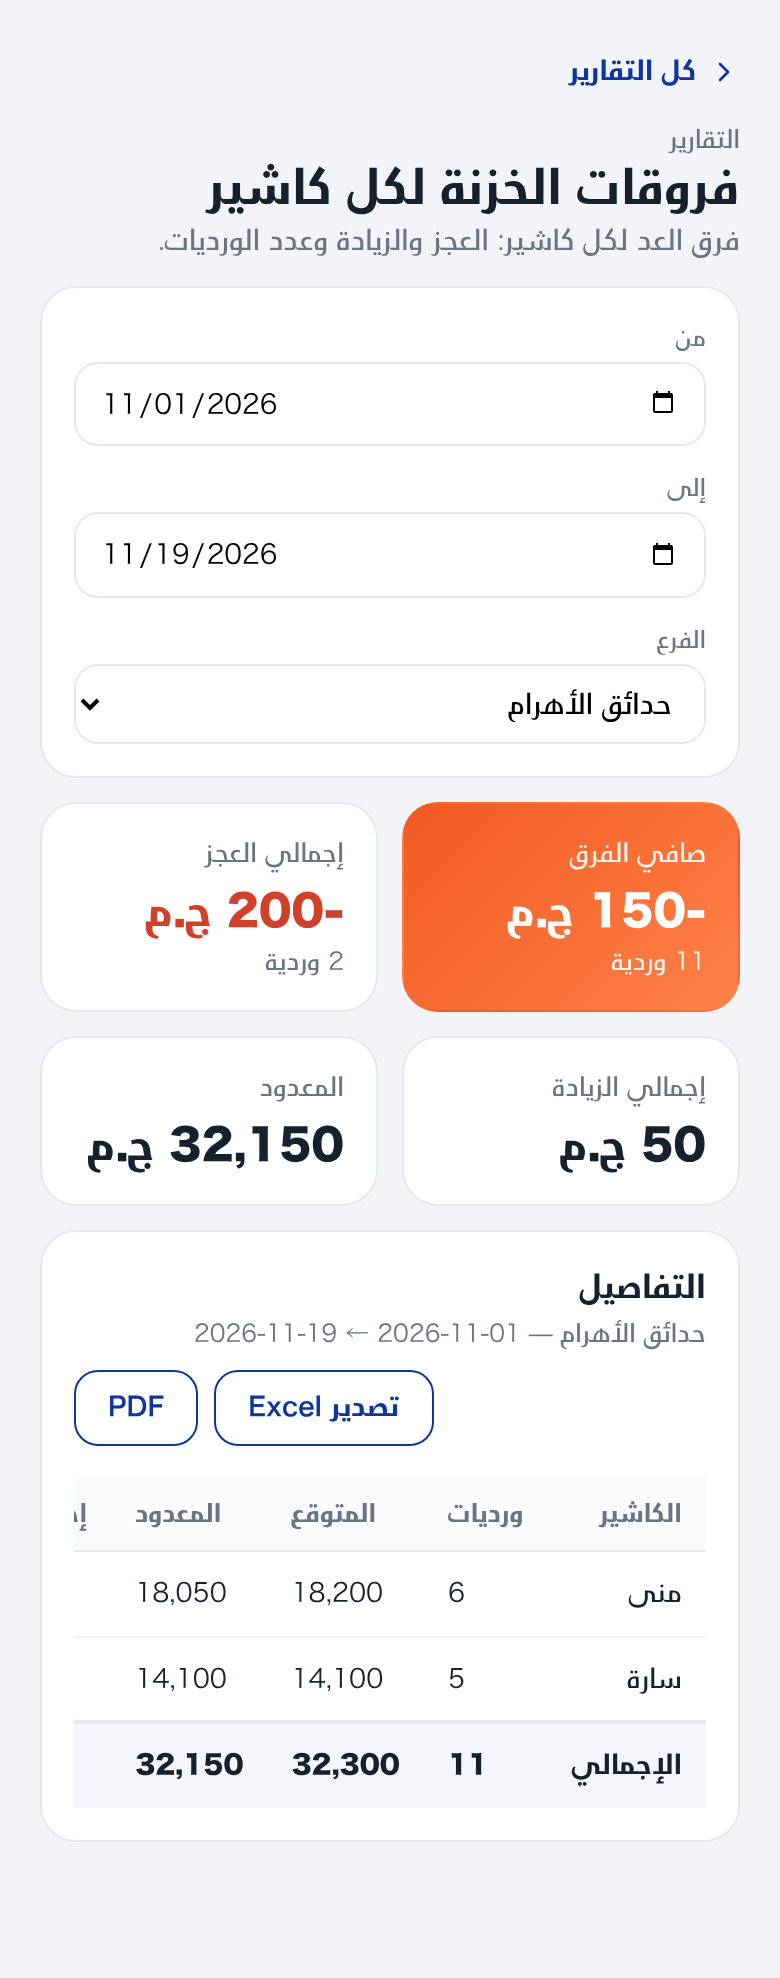 كل التقارير
التقارير
فروقات الخزنة لكل كاشير
فرق العد لكل كاشير: العجز والزيادة وعدد الورديات.
من
11/01/2026
إلى
11/19/2026
الفرع
حدائق الأهرام
صافي الفرق
-150 ج.م
11 وردية
إجمالي العجز
-200 ج.م
2 وردية
إجمالي الزيادة
50 ج.م
المعدود
32,150 ج.م
التفاصيل
حدائق الأهرام — 2026-11-01 ← 2026-11-19
تصدير Excel
PDF
الكاشير ورديات المتوقع المعدود
منى 6 18,200 18,050
سارة 5 14,100 14,100
الإجمالي 11 32,300 32,150